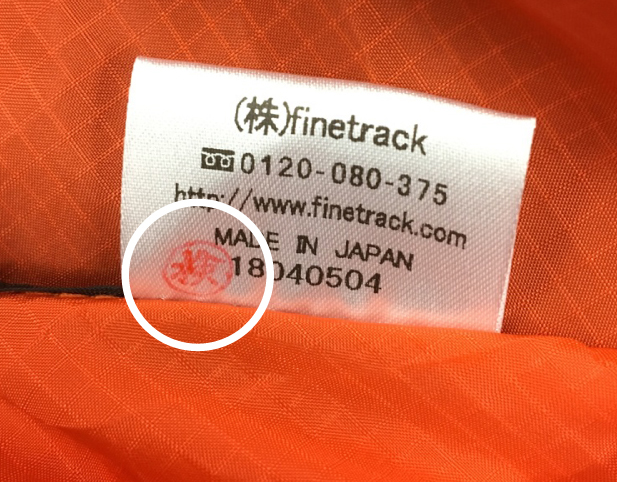 (株)finetrack
0120-080-375
http://www.finetrack.com
MADE IN JAPAN
18040504